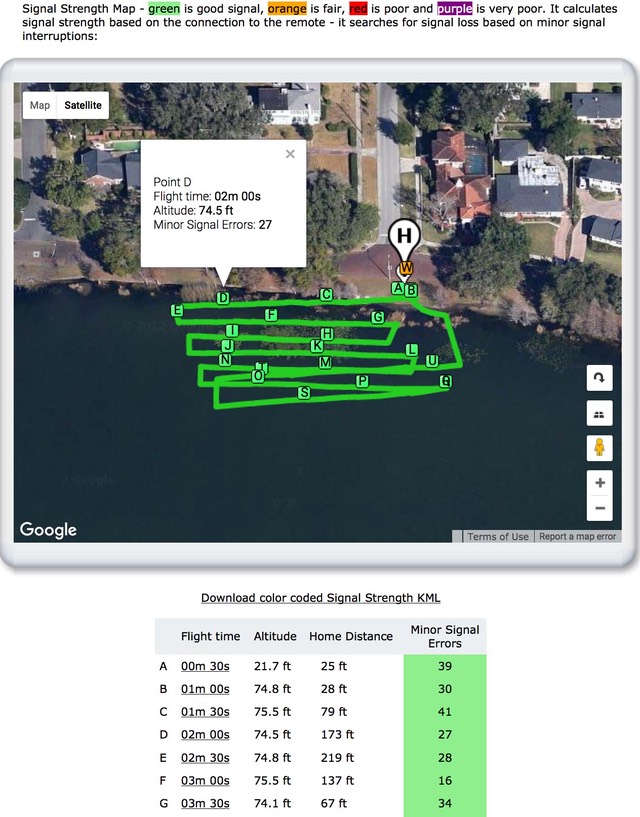 Signal Strength Map - green is good signal, orange is fair, red is poor and purple is very poor. It calculates
signal strength based on the connection to the remote - it searches for signal loss based on minor signal
interruptions:
Map Satellite
×
Point D
Flight time: 02m 00s
Altitude: 74.5 ft
Minor Signal Errors: 27
H
W
A B
D C
E F G
I H
J K L
N M U
O P
S
Google
Terms of Use Report a map error
Download color coded Signal Strength KML
Flight time Altitude Home Distance Minor Signal Errors
A 00m 30s 21.7 ft 25 ft 39
B 01m 00s 74.8 ft 28 ft 30
C 01m 30s 75.5 ft 79 ft 41
D 02m 00s 74.5 ft 173 ft 27
E 02m 30s 74.8 ft 219 ft 28
F 03m 00s 75.5 ft 137 ft 16
G 03m 30s 74.1 ft 67 ft 34